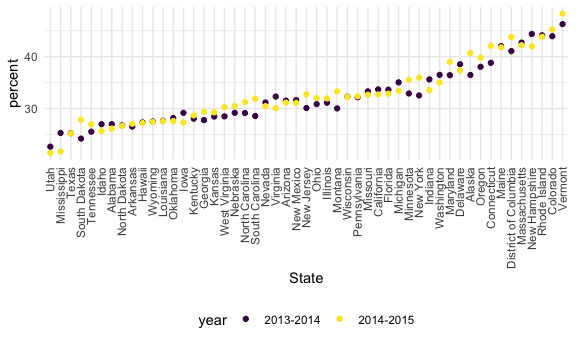 40
30
percent
Utah
Mississippi
Texas
South Dakota
Tennessee
Idaho
Alabama
North Dakota
Arkansas
Hawaii
Wyoming
Louisiana
Oklahoma
Iowa
Kentucky
Georgia
Kansas
West Virginia
Nebraska
North Carolina
South Carolina
Nevada
Virginia
Arizona
New Mexico
New Jersey
Ohio
Illinois
Montana
Wisconsin
Pennsylvania
Missouri
California
Florida
Michigan
Minnesota
New York
Indiana
Washington
Maryland
Delaware
Alaska
Oregon
Connecticut
Maine
District of Columbia
Massachusetts
New Hampshire
Rhode Island
Colorado
Vermont
State
year 2013-2014 2014-2015